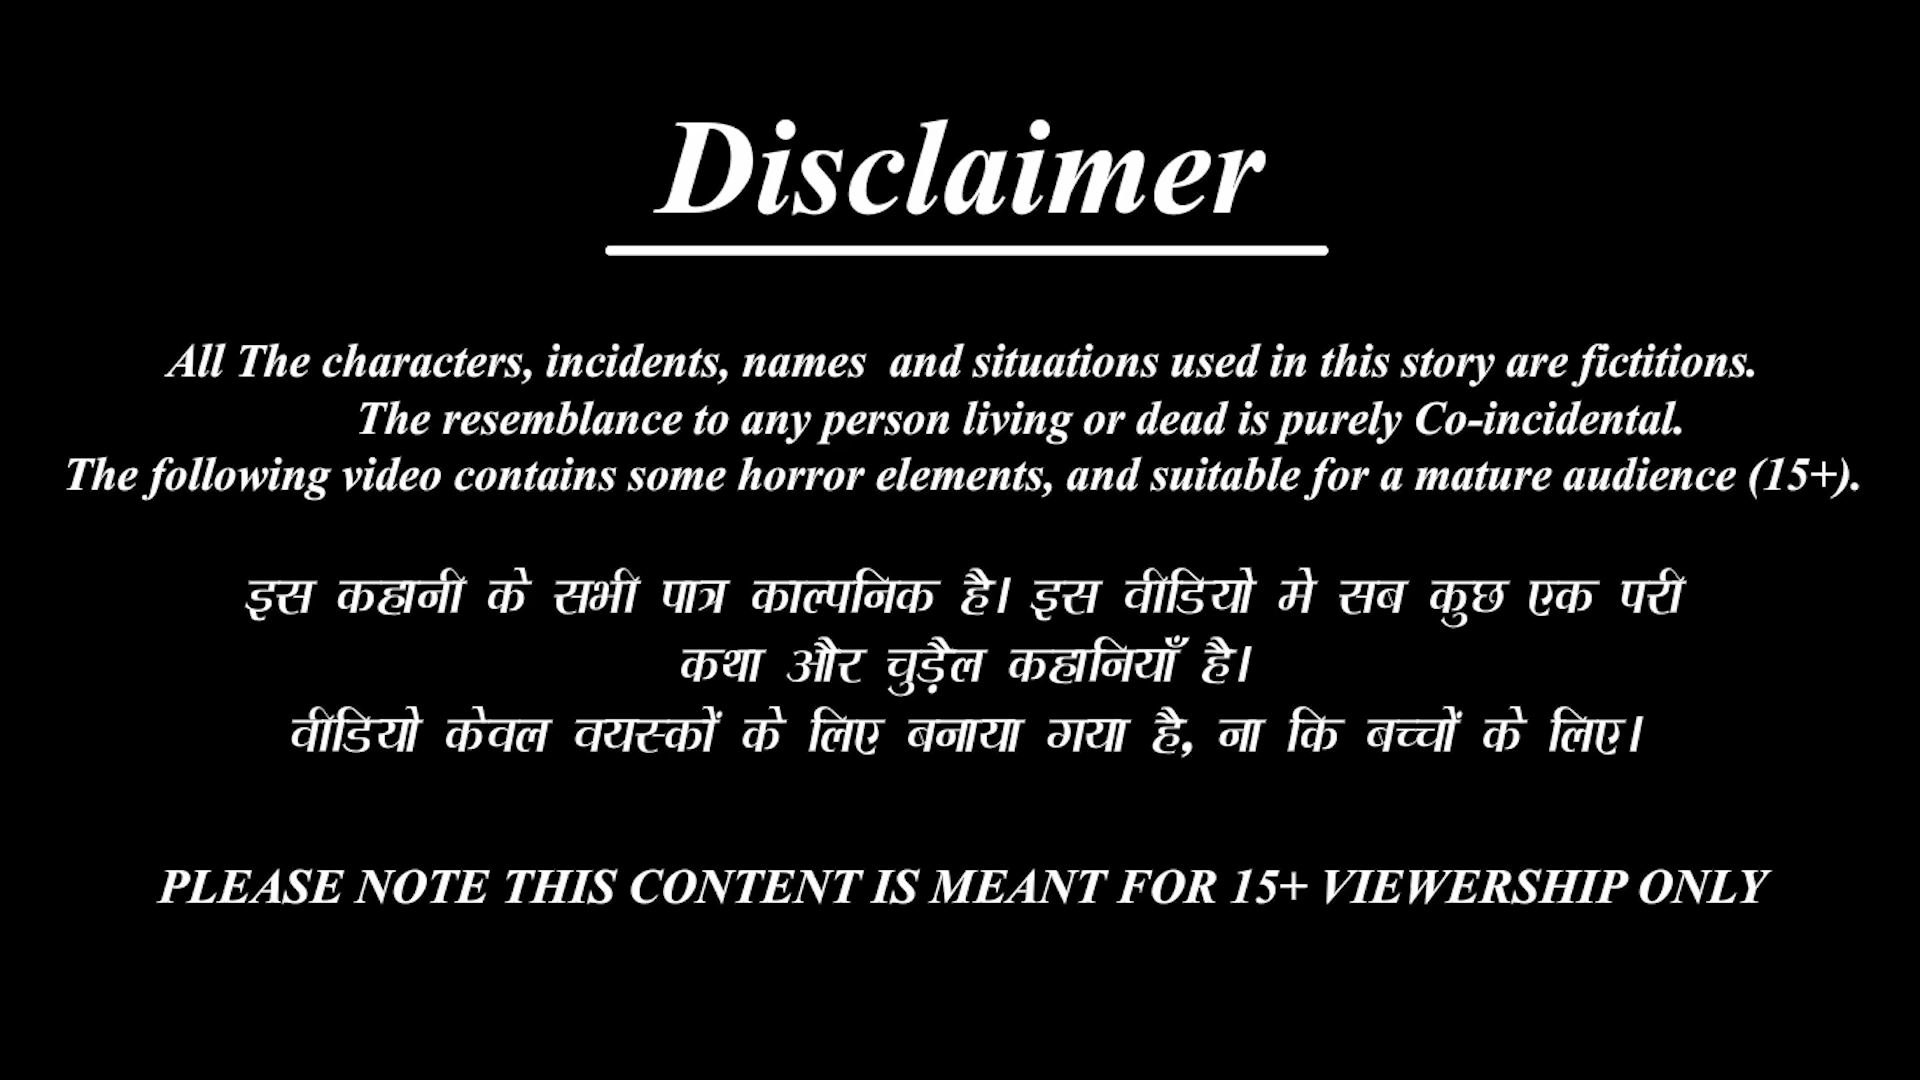 Disclaimer
All The characters, incidents, names and situations used in this story are fictitions.
The resemblance to any person living or dead is purely Co-incidental.
The following video contains some horror elements, and suitable for a mature audience (15+).
इस कहानी के सभी पात्र काल्पनिक है। इस वीडियो मे सब कुछ एक परी
कथा और चुड़ैल कहानियाँ है।
वीडियो केवल वयस्कों के लिए बनाया गया है, ना कि बच्चों के लिए।
PLEASE NOTE THIS CONTENT IS MEANT FOR 15+ VIEWERSHIP ONLY